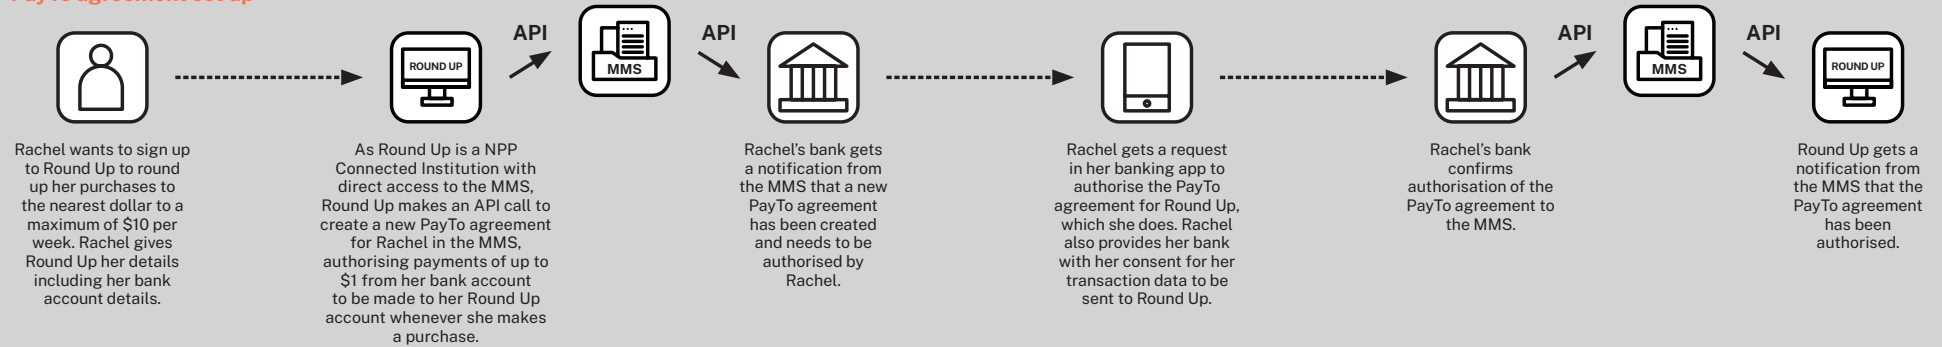 PayTo agreement set up
API
API
API
API
ROUND UP
MMS
MMS
ROUND UP
Rachel wants to sign up
to Round Up to round
up her purchases to
the nearest dollar to a
maximum of $10 per
week. Rachel gives
Round Up her details
including her bank
account details.
As Round Up is a NPP
Connected Institution with
direct access to the MMS,
Round Up makes an API call to
create a new PayTo agreement
for Rachel in the MMS,
authorising payments of up to
$1 from her bank account
to be made to her Round Up
account whenever she makes
a purchase.
Rachel's bank gets
a notification from
the MMS that a new
PayTo agreement
has been created
and needs to be
authorised by
Rachel.
Rachel gets a request
in her banking app to
authorise the PayTo
agreement for Round Up,
which she does. Rachel
also provides her bank
with her consent for her
transaction data to be
sent to Round Up.
Rachel's bank
confirms
authorisation of the
PayTo agreement to
the MMS.
Round Up gets a
notification from
the MMS that the
PayTo agreement
has been
authorised.